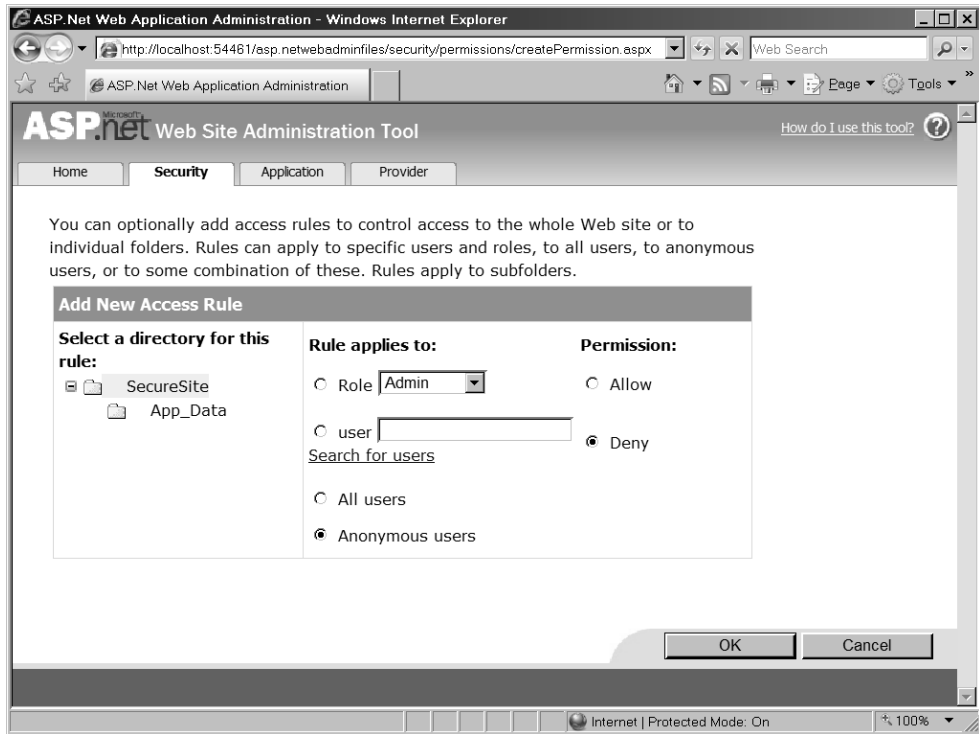 ASP.Net Web Application Administration - Windows Internet Explorer
http://localhost:54461/asp.netwebadminfiles/security/permissions/createPermission.aspx
Web Search
ASP.Net Web Application Administration
Page
Tools
»
Microsoft
ASP.net Web Site Administration Tool
How do I use this tool? ?
Home
Security
Application
Provider
You can optionally add access rules to control access to the whole Web site or to
individual folders. Rules can apply to specific users and roles, to all users, to anonymous
users, or to some combination of these. Rules apply to subfolders.
Add New Access Rule
Select a directory for this
rule:
SecureSite
App_Data
Rule applies to:
Role Admin
user
Search for users
All users
Anonymous users
Permission:
Allow
Deny
OK
Cancel
Internet | Protected Mode: On
100%